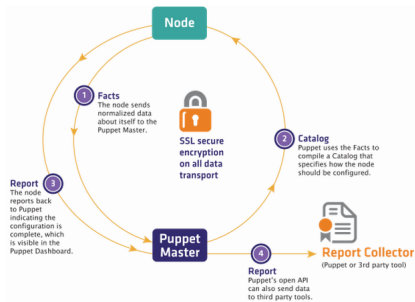 Node
1
Facts
The node sends
normalized data
about itself to the
Puppet Master.
SSL secure
encryption
on all data
transport
2
Catalog
Puppet uses the Facts to
compile a Catalog that
specifies how the node
should be configured.
Report
3
The node
reports back
to Puppet
indicating the
configuration is
complete, which
is visible in the
Puppet Dashboard.
Puppet
Master
4
Report
Puppet's open API
can also send data
to third party tools.
Report Collector
(Puppet or 3rd party tool)